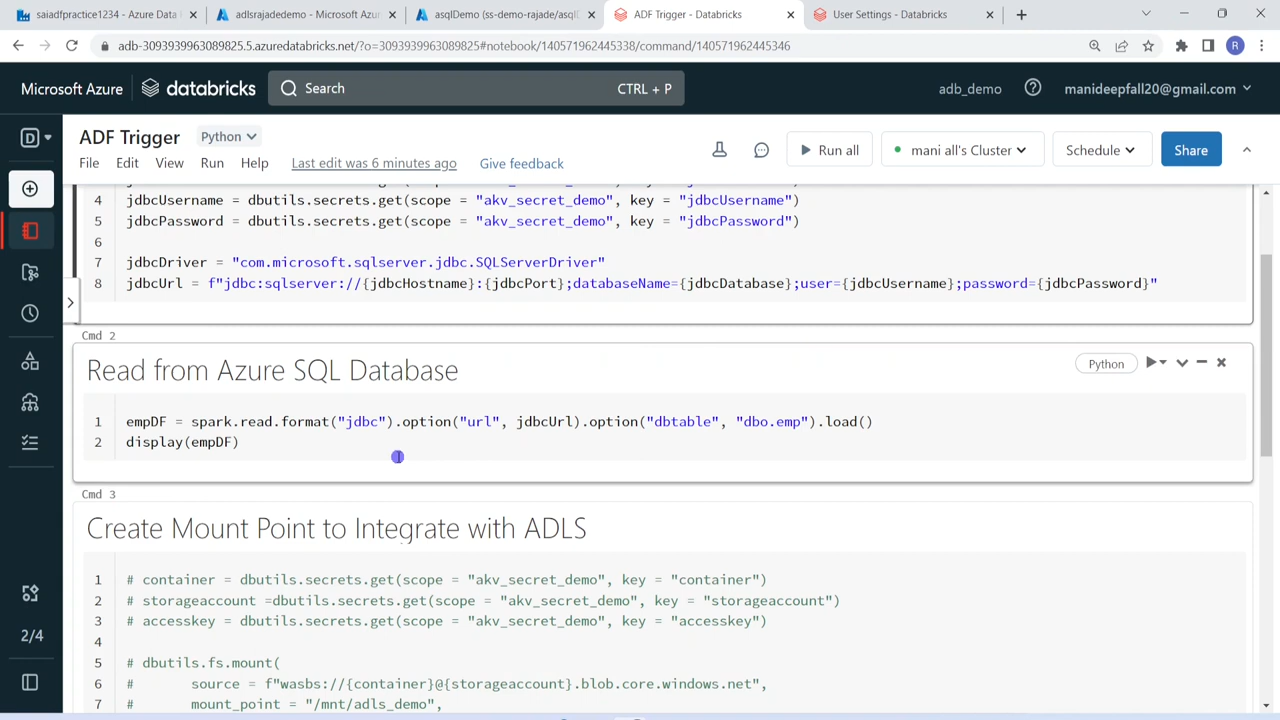 saiadfpractice1234 - Azure Data
adlsrajadedemo - Microsoft Azure
asqlDemo (ss-demo-rajade/asqlD
ADF Trigger - Databricks
User Settings - Databricks
adb-3093939963089825.5.azuredatabricks.net/?o=3093939963089825#notebook/140571962445338/command/140571962445346
R
Microsoft Azure
databricks
Search
CTRL + P
adb_demo
manideepfall20@gmail.com
D
ADF Trigger
Python
File Edit View Run Help Last edit was 6 minutes ago Give feedback
Run all
mani all's Cluster
Schedule
Share
4 jdbcUsername = dbutils.secrets.get(scope = "akv_secret_demo", key = "jdbcUsername")
5 jdbcPassword = dbutils.secrets.get(scope = "akv_secret_demo", key = "jdbcPassword")
6
7 jdbcDriver = "com.microsoft.sqlserver.jdbc.SQLServerDriver"
8 jdbcUrl = f"jdbc:sqlserver://{jdbcHostname}:{jdbcPort};databaseName={jdbcDatabase};user={jdbcUsername};password={jdbcPassword}"
Cmd 2
Read from Azure SQL Database
Python
1 empDF = spark.read.format("jdbc").option("url", jdbcUrl).option("dbtable", "dbo.emp").load()
2 display(empDF)
Cmd 3
Create Mount Point to Integrate with ADLS
1 # container = dbutils.secrets.get(scope = "akv_secret_demo", key = "container")
2 # storageaccount =dbutils.secrets.get(scope = "akv_secret_demo", key = "storageaccount")
3 # accesskey = dbutils.secrets.get(scope = "akv_secret_demo", key = "accesskey")
4
5 # dbutils.fs.mount(
6 # source = f"wasbs://{container}@{storageaccount}.blob.core.windows.net",
7 # mount_point = "/mnt/adls_demo",
2/4